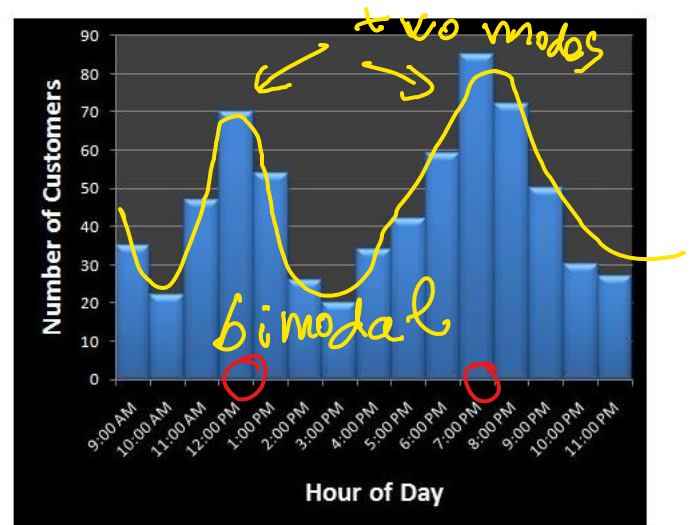 two modes
90
80
70
60
50
40
30
20
10
0
Number of Customers
bimodal
9:00 AM
10:00 AM
11:00 AM
12:00 PM
1:00 PM
2:00 PM
3:00 PM
4:00 PM
5:00 PM
6:00 PM
7:00 PM
8:00 PM
9:00 PM
10:00 PM
11:00 PM
Hour of Day